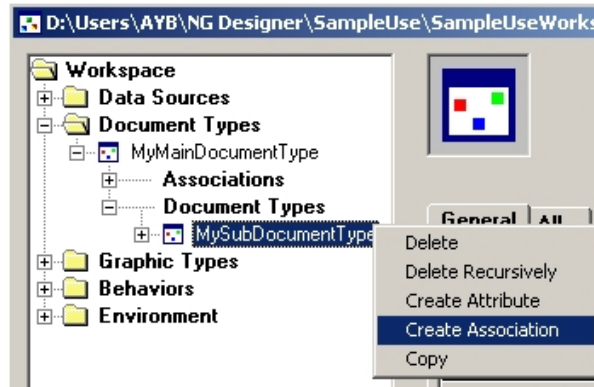 D:\Users\AYB\NG Designer\SampleUse\SampleUseWorks
Workspace
Data Sources
Document Types
MyMainDocumentType
Associations
Document Types
MySubDocumentType
Graphic Types
Behaviors
Environment
General All
Delete
Delete Recursively
Create Attribute
Create Association
Copy